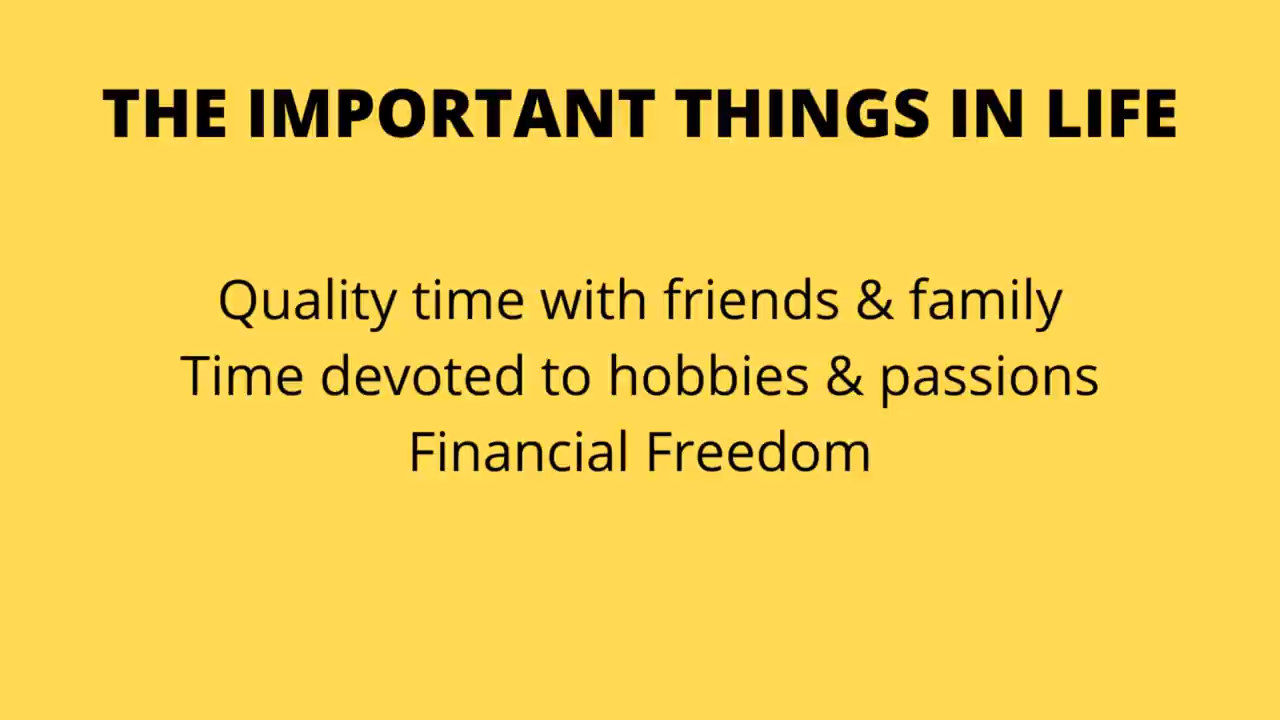 THE IMPORTANT THINGS IN LIFE
Quality time with friends & family
Time devoted to hobbies & passions
Financial Freedom